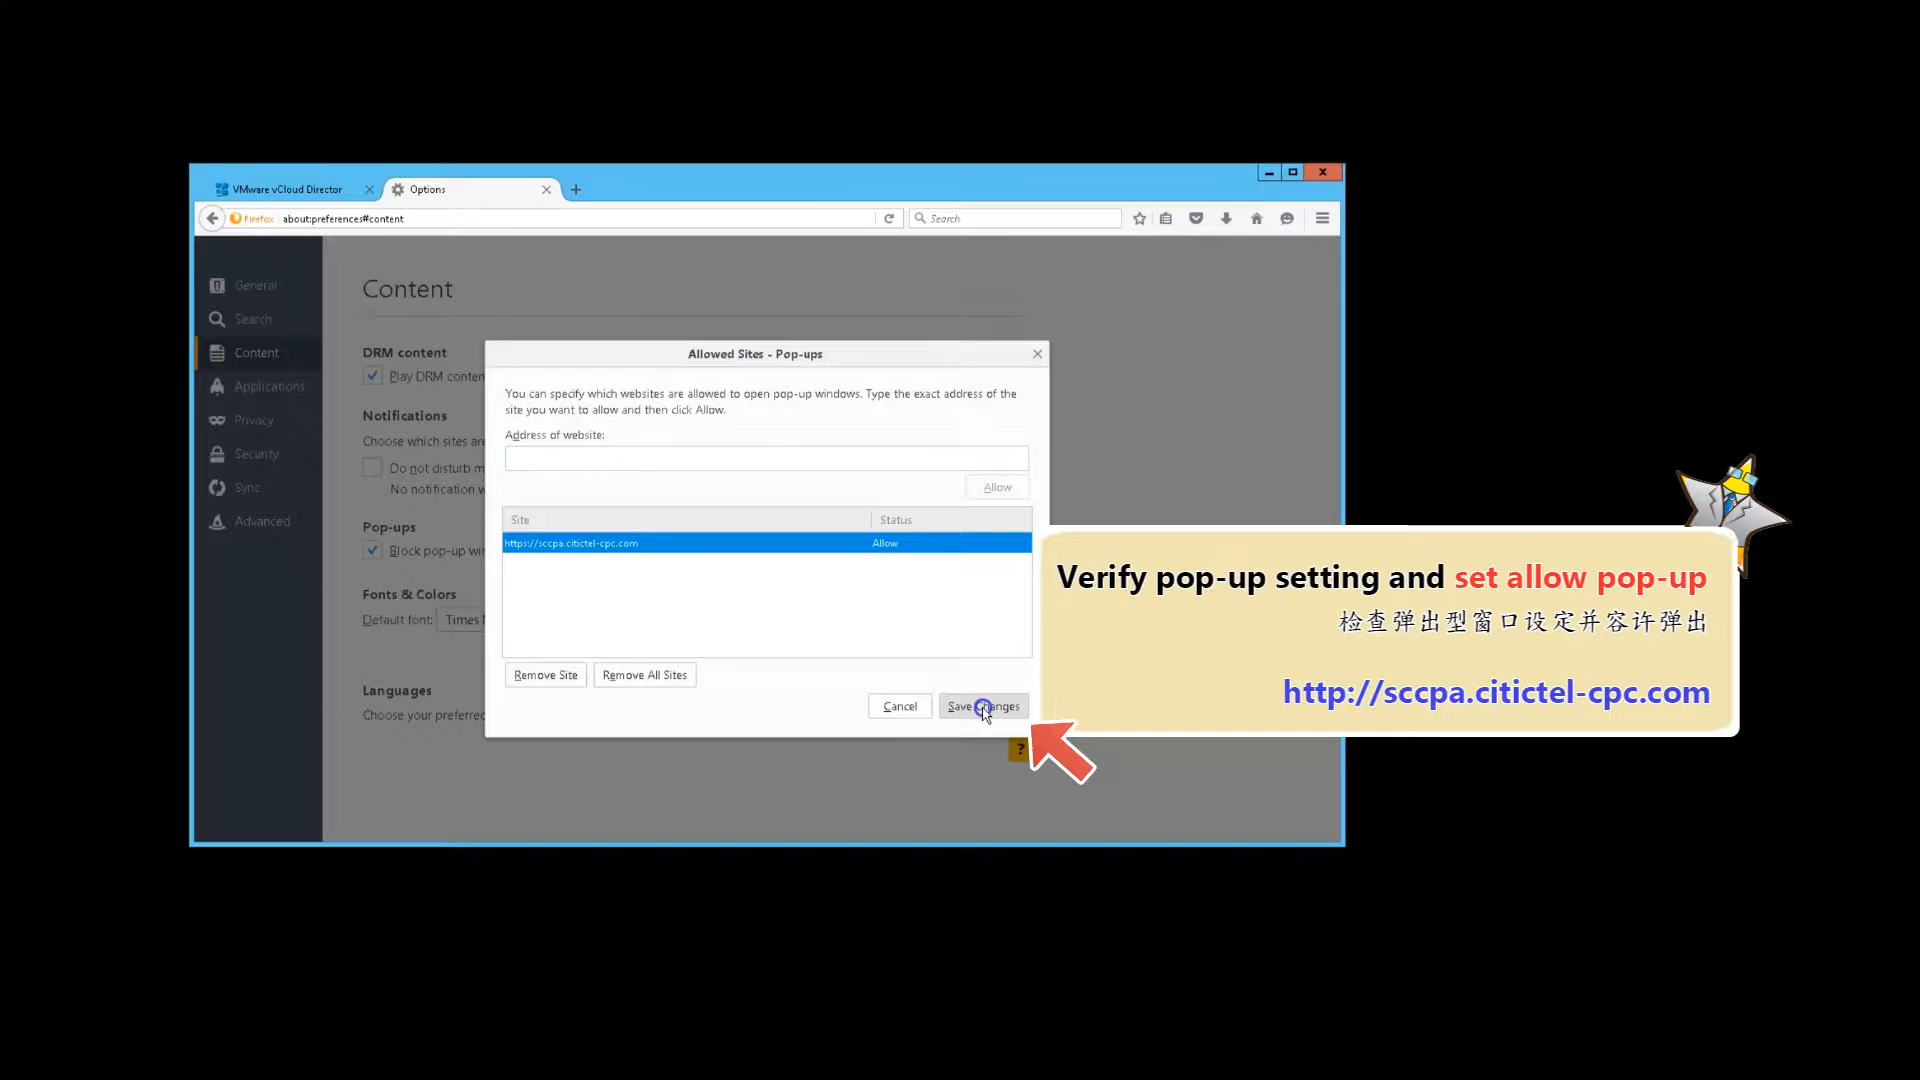 VMware vCloud Director
Options
Firefox
about:preferences#content
Search
General
Search
Content
Applications
Privacy
Security
Sync
Advanced
Content
DRM content
Play DRM conten
Notifications
Choose which sites are
Do not disturb m
No notification w
Pop-ups
Block pop-up wi
Fonts & Colors
Default font:
Times
Languages
Choose your preferred
Allowed Sites - Pop-ups
You can specify which websites are allowed to open pop-up windows. Type the exact address of the
site you want to allow and then click Allow.
Address of website:
Allow
Site
Status
https://sccpa.citictel-cpc.com
Allow
Remove Site
Remove All Sites
Cancel
Save Changes
?
Verify pop-up setting and set allow pop-up
检查弹出型窗口设定并容许弹出
http://sccpa.citictel-cpc.com